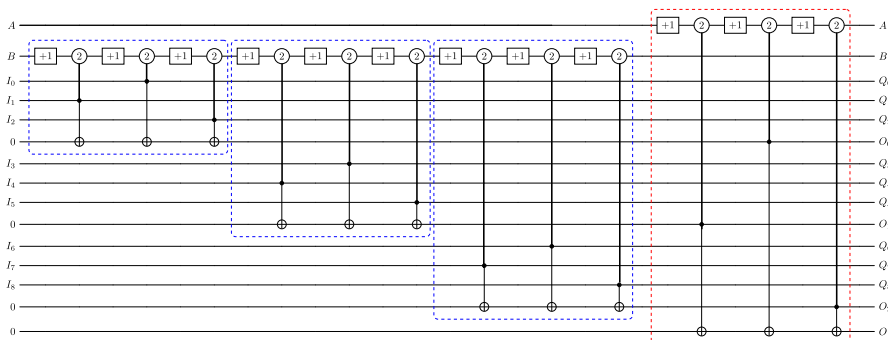 A +1 2 +1 2 +1 2 A
B +1 2 +1 2 +1 2 +1 2 +1 2 +1 2 +1 2 +1 2 +1 2 B
I₀ Q
I₁ Q
I₂ Q
0 O
I₃ Q
I₄ Q
I₅ Q
0 O
I₆ Q
I₇ Q
I₈ Q
0 O
0 O